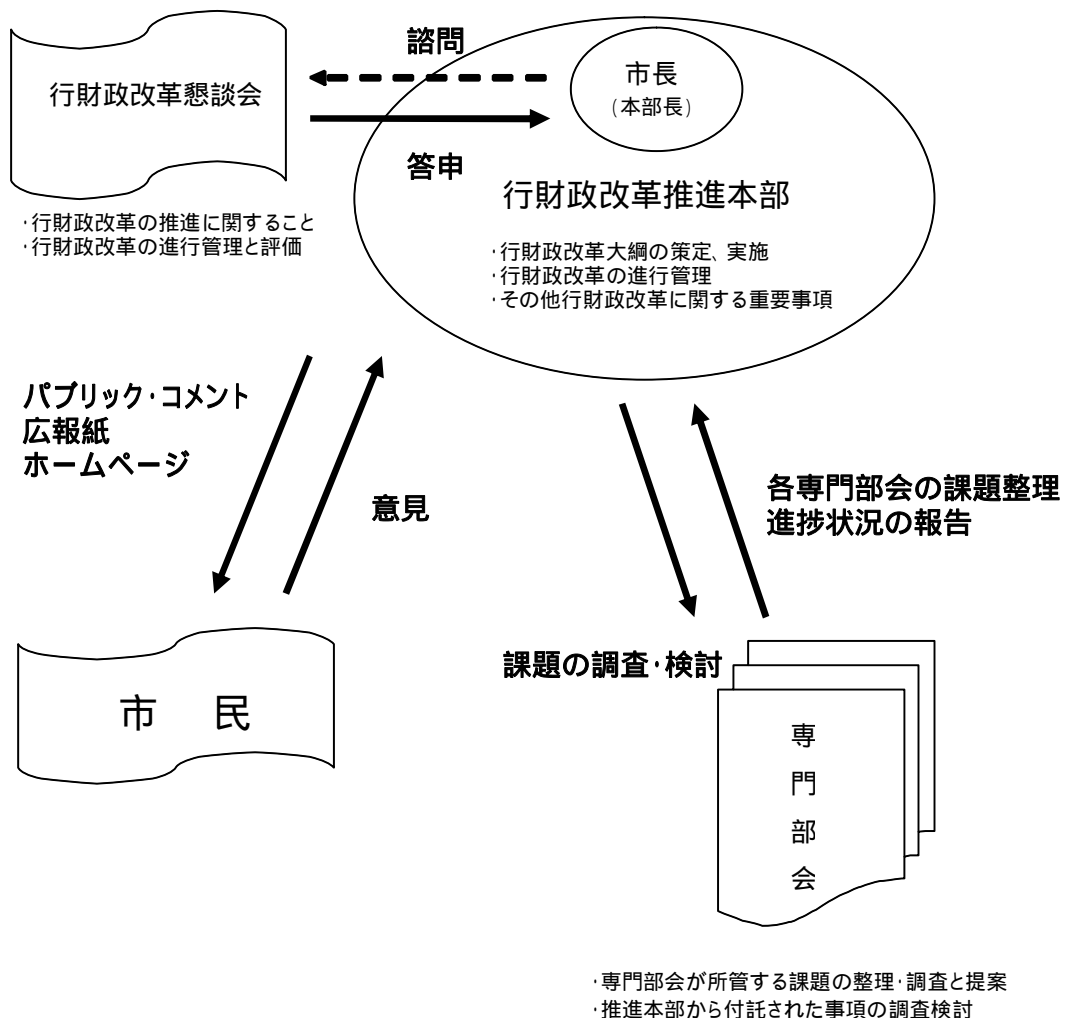 諮問
市長
(本部長)
行財政改革懇談会
答申
行財政改革推進本部
･行財政改革の推進に関すること
･行財政改革の進行管理と評価
･行財政改革大綱の策定、実施
･行財政改革の進行管理
･その他行財政改革に関する重要事項
パブリック･コメント
広報紙
ホームページ
意見
各専門部会の課題整理
進捗状況の報告
課題の調査･検討
市　民
専
門
部
会
･専門部会が所管する課題の整理･調査と提案
･推進本部から付託された事項の調査検討